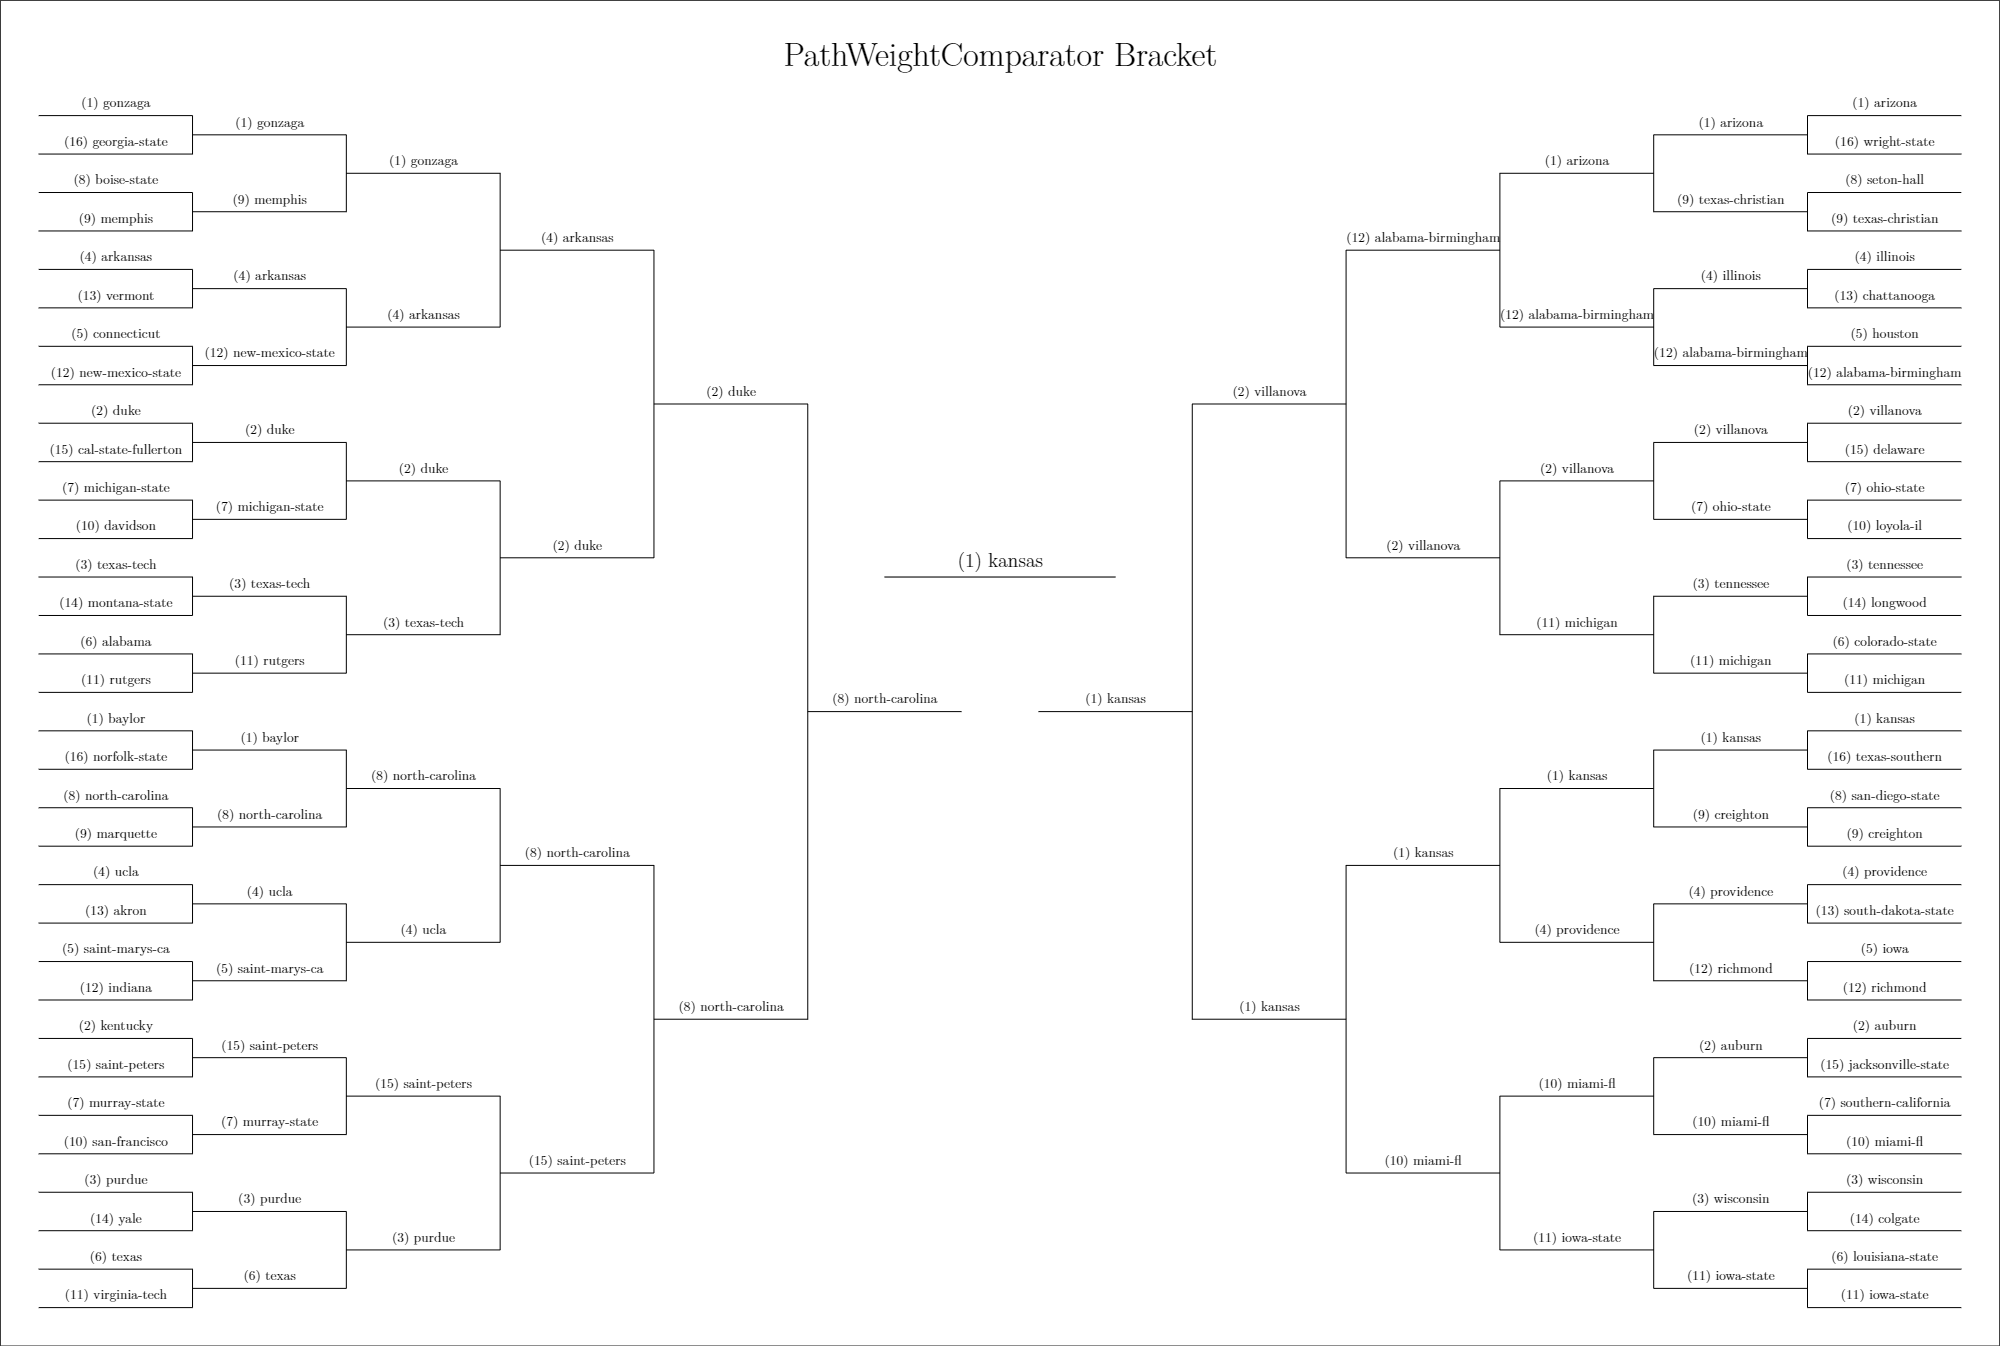 PathWeightComparator Bracket
(1) gonzaga
(16) georgia-state
(8) boise-state
(9) memphis
(4) arkansas
(13) vermont
(5) connecticut
(12) new-mexico-state
(2) duke
(15) cal-state-fullerton
(7) michigan-state
(10) davidson
(3) texas-tech
(14) montana-state
(6) alabama
(11) rutgers
(1) baylor
(16) norfolk-state
(8) north-carolina
(9) marquette
(4) ucla
(13) akron
(5) saint-marys-ca
(12) indiana
(2) kentucky
(15) saint-peters
(7) murray-state
(10) san-francisco
(3) purdue
(14) yale
(6) texas
(11) virginia-tech
(1) gonzaga
(9) memphis
(4) arkansas
(12) new-mexico-state
(2) duke
(7) michigan-state
(3) texas-tech
(11) rutgers
(1) baylor
(8) north-carolina
(4) ucla
(5) saint-marys-ca
(15) saint-peters
(7) murray-state
(3) purdue
(6) texas
(1) gonzaga
(4) arkansas
(2) duke
(3) texas-tech
(8) north-carolina
(4) ucla
(15) saint-peters
(3) purdue
(4) arkansas
(2) duke
(8) north-carolina
(15) saint-peters
(2) duke
(8) north-carolina
(8) north-carolina
(1) kansas
(1) kansas
(2) villanova
(1) kansas
(12) alabama-birmingham
(2) villanova
(1) kansas
(10) miami-fl
(1) arizona
(12) alabama-birmingham
(2) villanova
(11) michigan
(1) kansas
(4) providence
(10) miami-fl
(11) iowa-state
(1) arizona
(9) texas-christian
(4) illinois
(12) alabama-birmingham
(2) villanova
(7) ohio-state
(3) tennessee
(11) michigan
(1) kansas
(9) creighton
(4) providence
(12) richmond
(2) auburn
(10) miami-fl
(3) wisconsin
(11) iowa-state
(1) arizona
(16) wright-state
(8) seton-hall
(9) texas-christian
(4) illinois
(13) chattanooga
(5) houston
(12) alabama-birmingham
(2) villanova
(15) delaware
(7) ohio-state
(10) loyola-il
(3) tennessee
(14) longwood
(6) colorado-state
(11) michigan
(1) kansas
(16) texas-southern
(8) san-diego-state
(9) creighton
(4) providence
(13) south-dakota-state
(5) iowa
(12) richmond
(2) auburn
(15) jacksonville-state
(7) southern-california
(10) miami-fl
(3) wisconsin
(14) colgate
(6) louisiana-state
(11) iowa-state